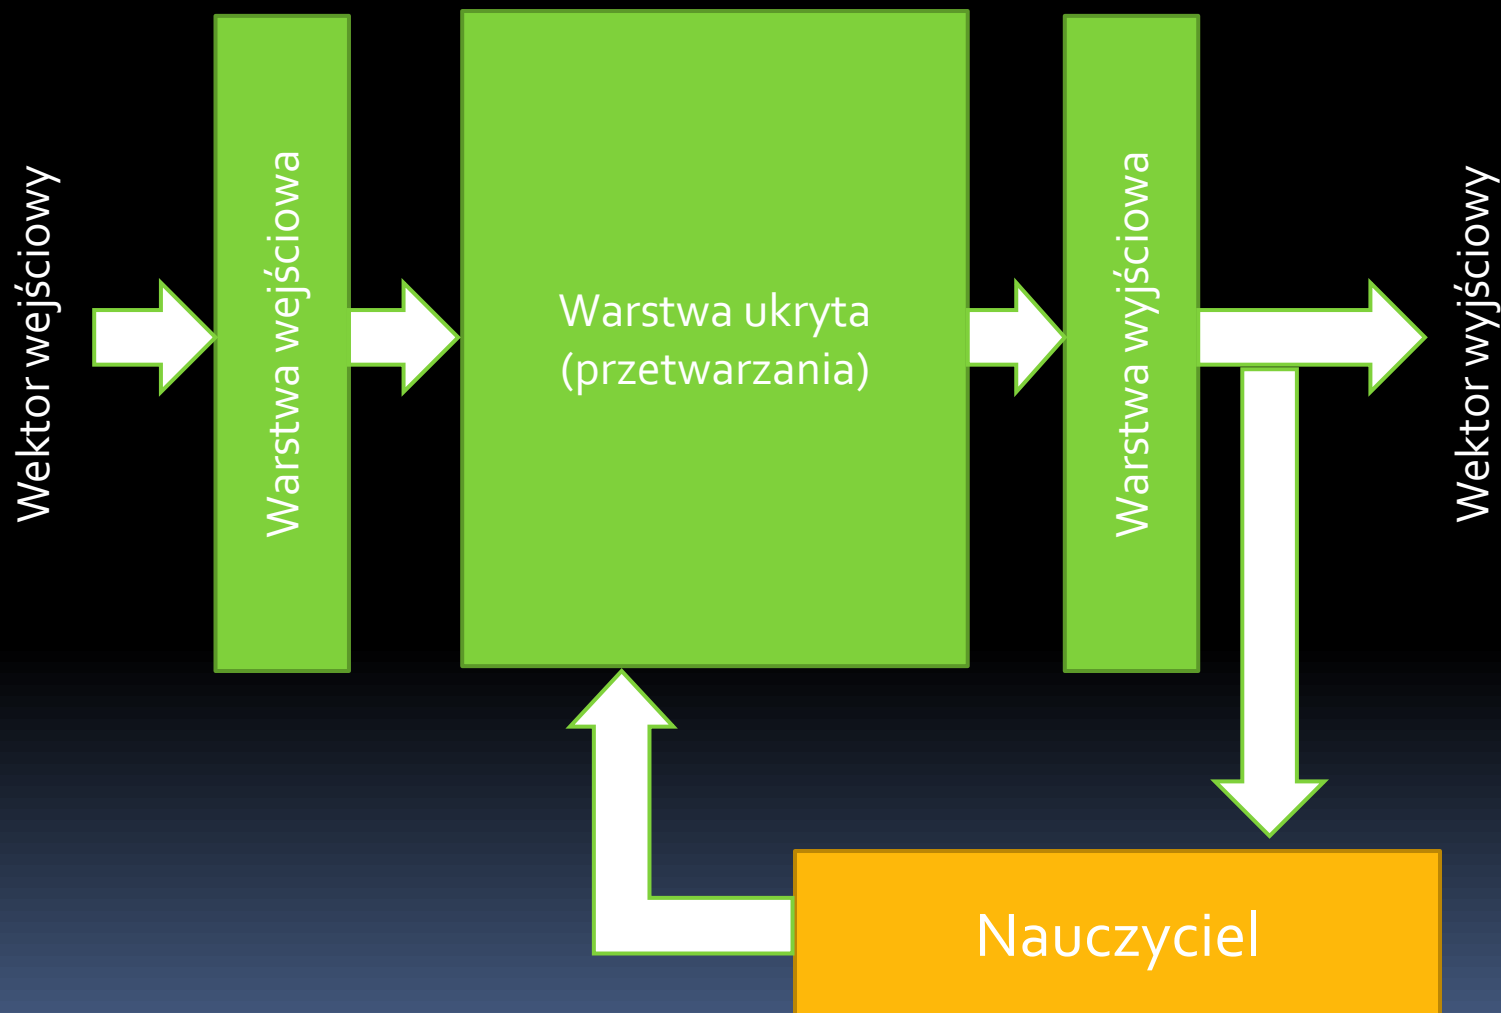 Wektor wejściowy
Warstwa wejściowa
Warstwa ukryta
(przetwarzania)
Warstwa wyjściowa
Wektor wyjściowy
Nauczyciel